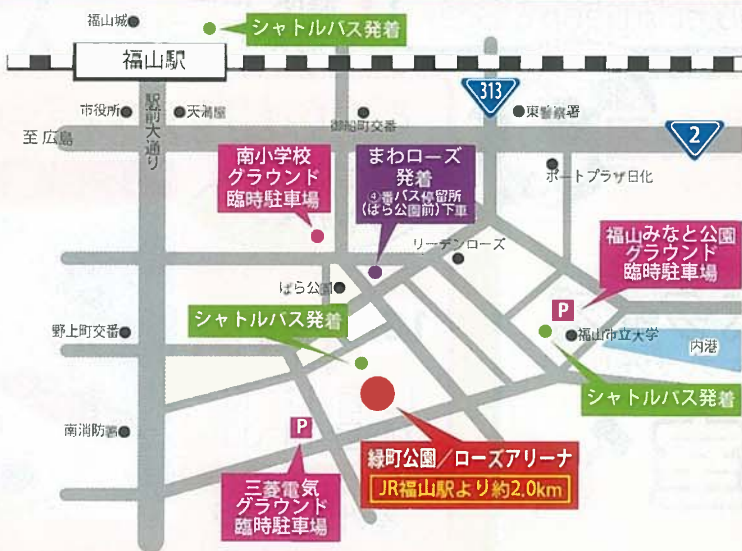 福山城
シャトルバス発着
福山駅
313
市役所
天満屋
駅前大通り
御船町交番
東警察署
至広島
2
南小学校
グラウンド
臨時駐車場
まわローズ
発着
④番バス停留所
(ばら公園前)下車
ポートプラザ日化
リーデンローズ
福山みなと公園
グラウンド
臨時駐車場
ばら公園
P
シャトルバス発着
野上町交番
福山市立大学
内港
シャトルバス発着
南消防署
P
緑町公園/ローズアリーナ
JR福山駅より約2.0km
三菱電気
グラウンド
臨時駐車場